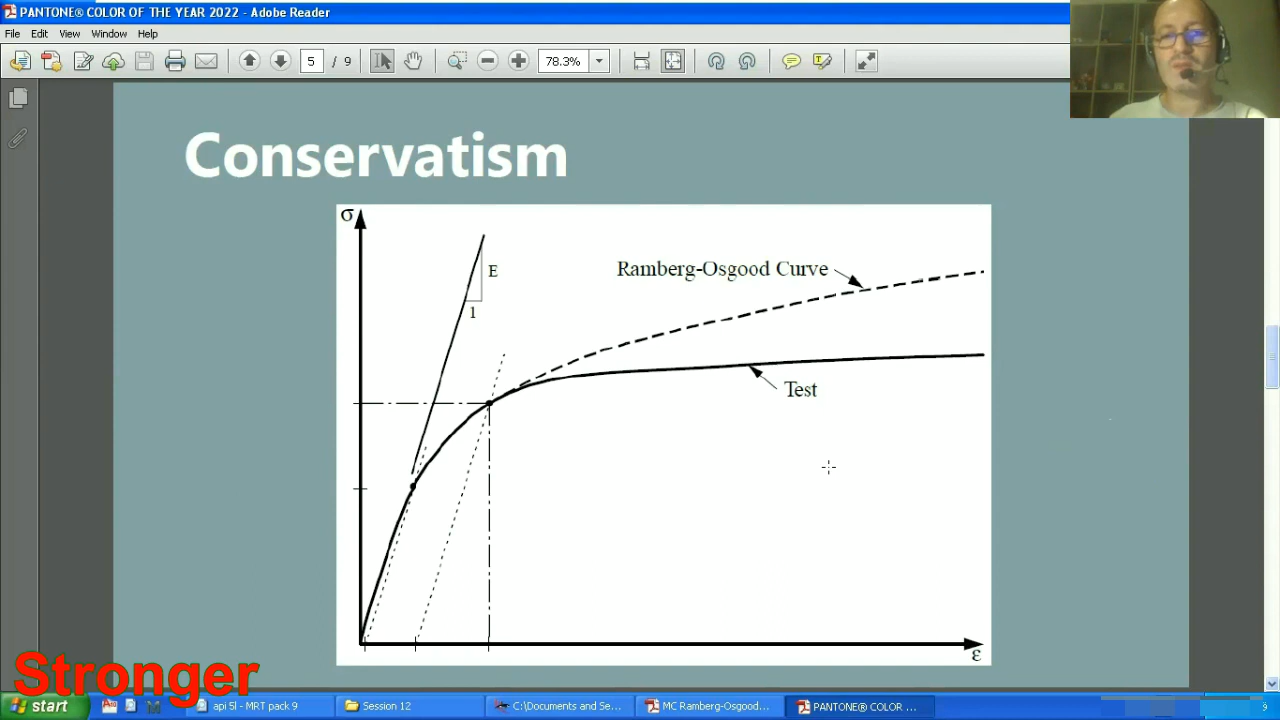 PANTONE® COLOR OF THE YEAR 2022 - Adobe Reader
File Edit View Window Help
5 / 9 78.3%
Conservatism
σ
E
1
Ramberg-Osgood Curve
Test
ε
Stronger
start api 5l - MRT pack 9 Session 12 C:\Documents and Se... MC Ramberg-Osgood... PANTONE® COLOR ... 9